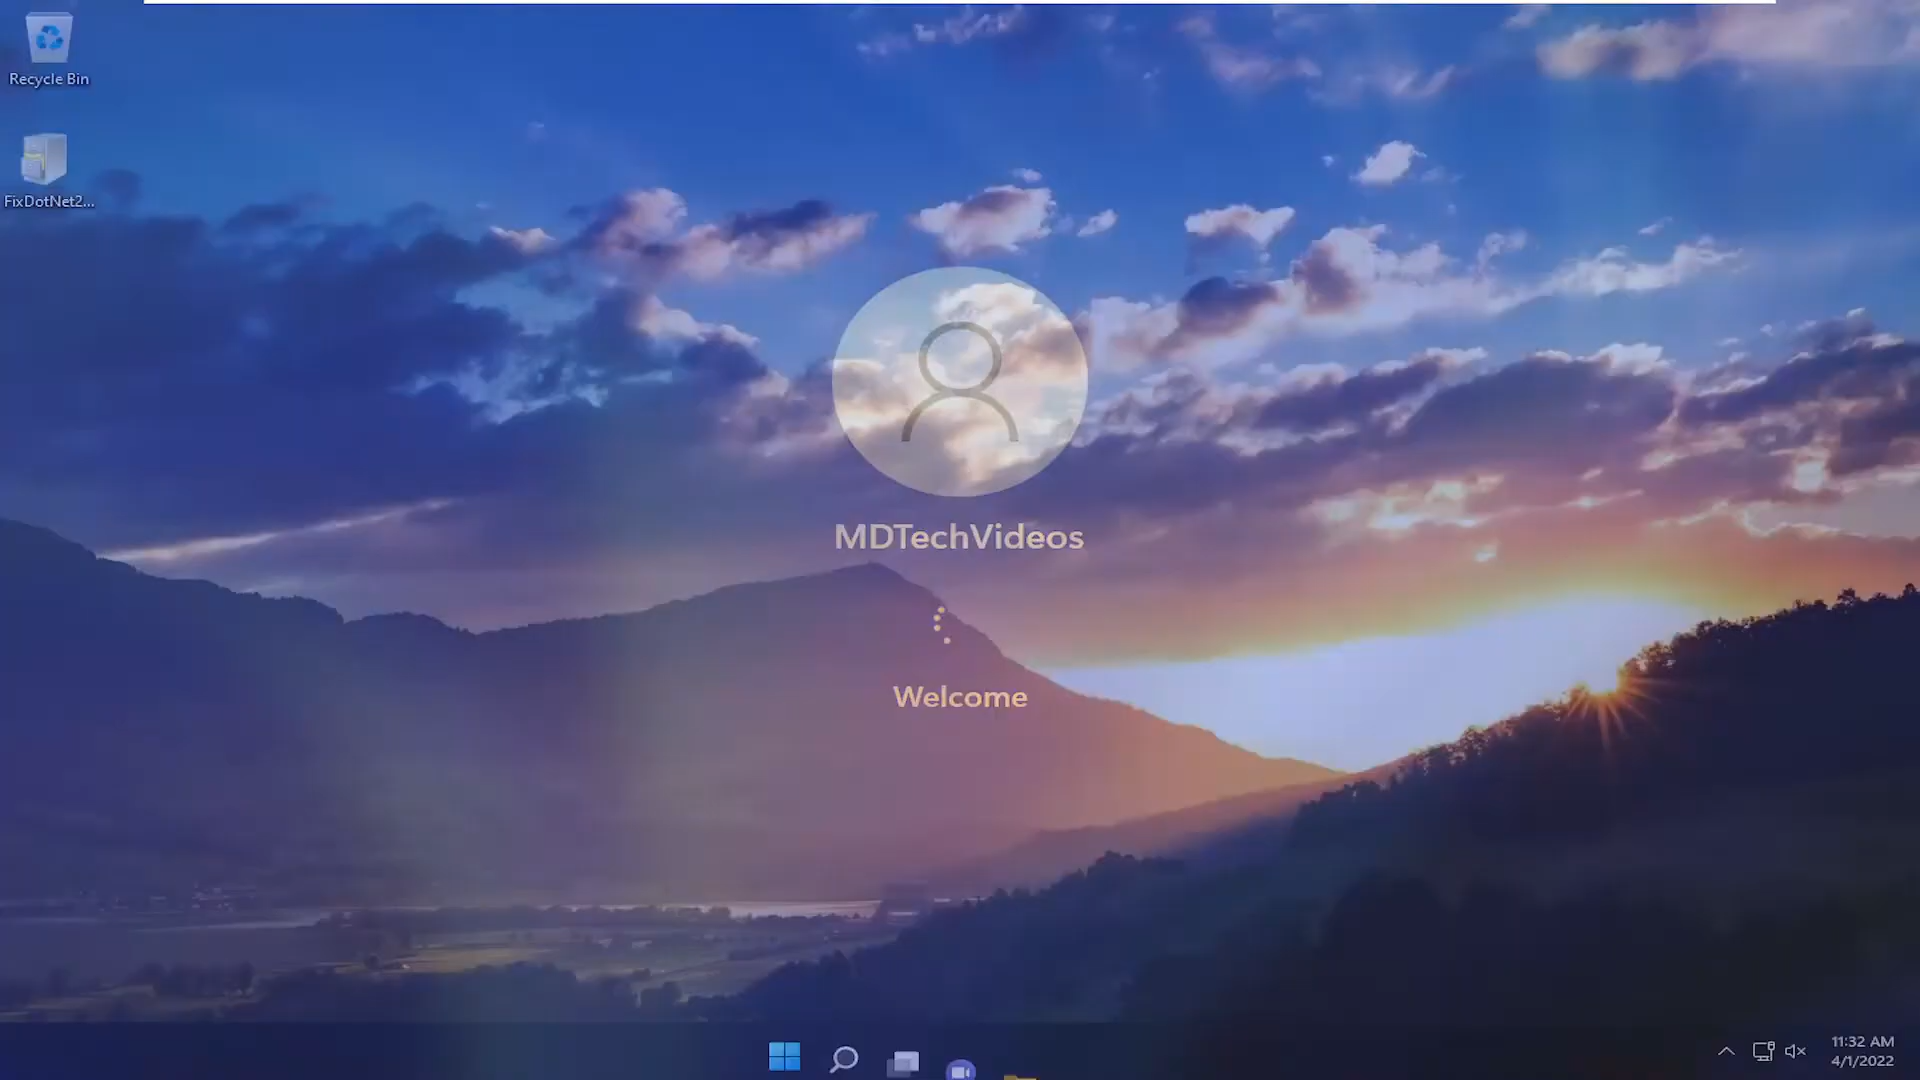 Recycle Bin
FixDotNet2...
MDTechVideos
Welcome
11:32 AM
4/1/2022